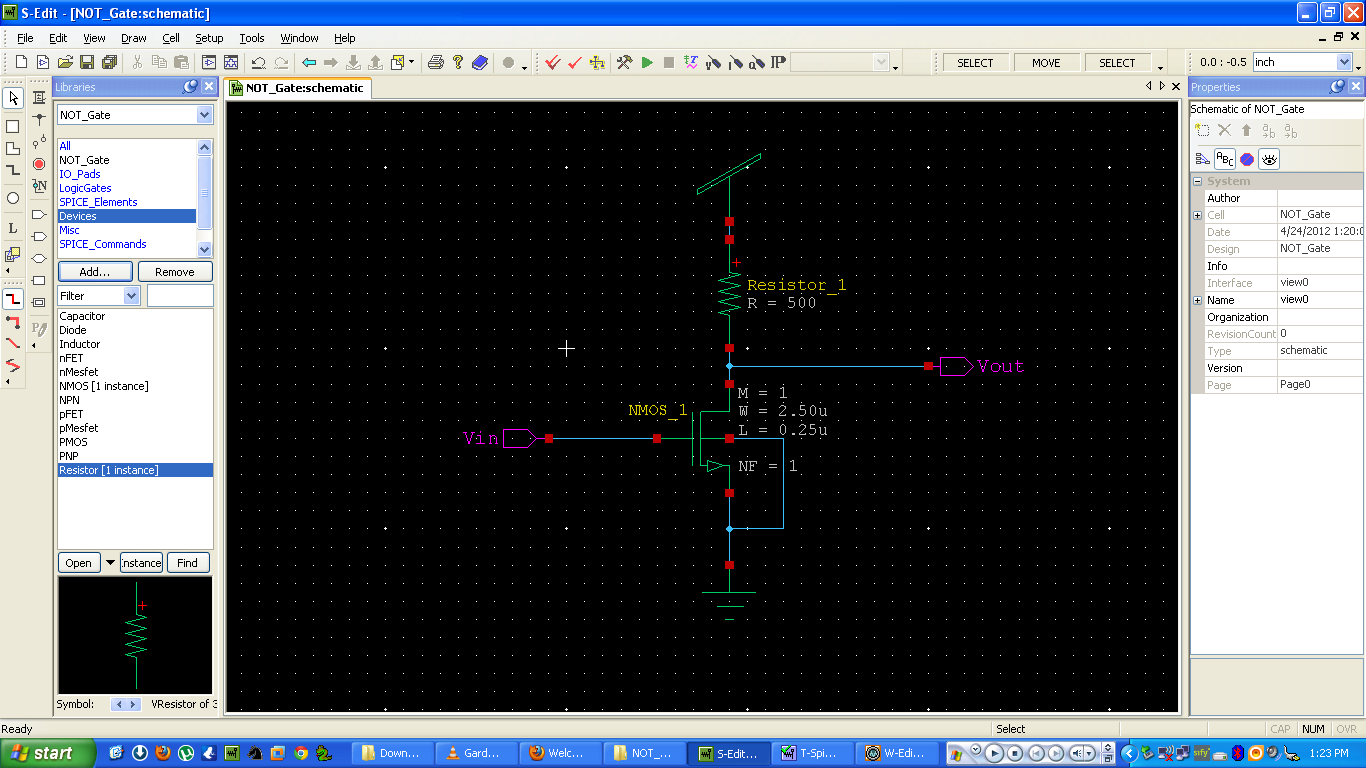 S-Edit - [NOT_Gate:schematic]
File Edit View Draw Cell Setup Tools Window Help
SELECT MOVE SELECT 0.0 : -0.5 inch
Libraries
NOT_Gate
All
NOT_Gate
IO_Pads
LogicGates
SPICE_Elements
Devices
Misc
SPICE_Commands
Add... Remove
Filter
Capacitor
Diode
Inductor
nFET
nMesfet
NMOS [1 instance]
NPN
pFET
pMesfet
PMOS
PNP
Resistor [1 instance]
Open Instance Find
Symbol: VResistor of 3
NOT_Gate:schematic
Resistor_1
R = 500
Vout
M = 1
NMOS_1
W = 2.50u
L = 0.25u
Vin
NF = 1
Properties
Schematic of NOT_Gate
System
Author
Cell NOT_Gate
Date 4/24/2012 1:20:0
Design NOT_Gate
Info
Interface view0
Name view0
Organization
RevisionCount 0
Type schematic
Version
Page Page0
Ready Select CAP NUM OVR
start Down... Gard... Welc... NOT_... S-Edit... T-Spi... W-Edi... 1:23 PM